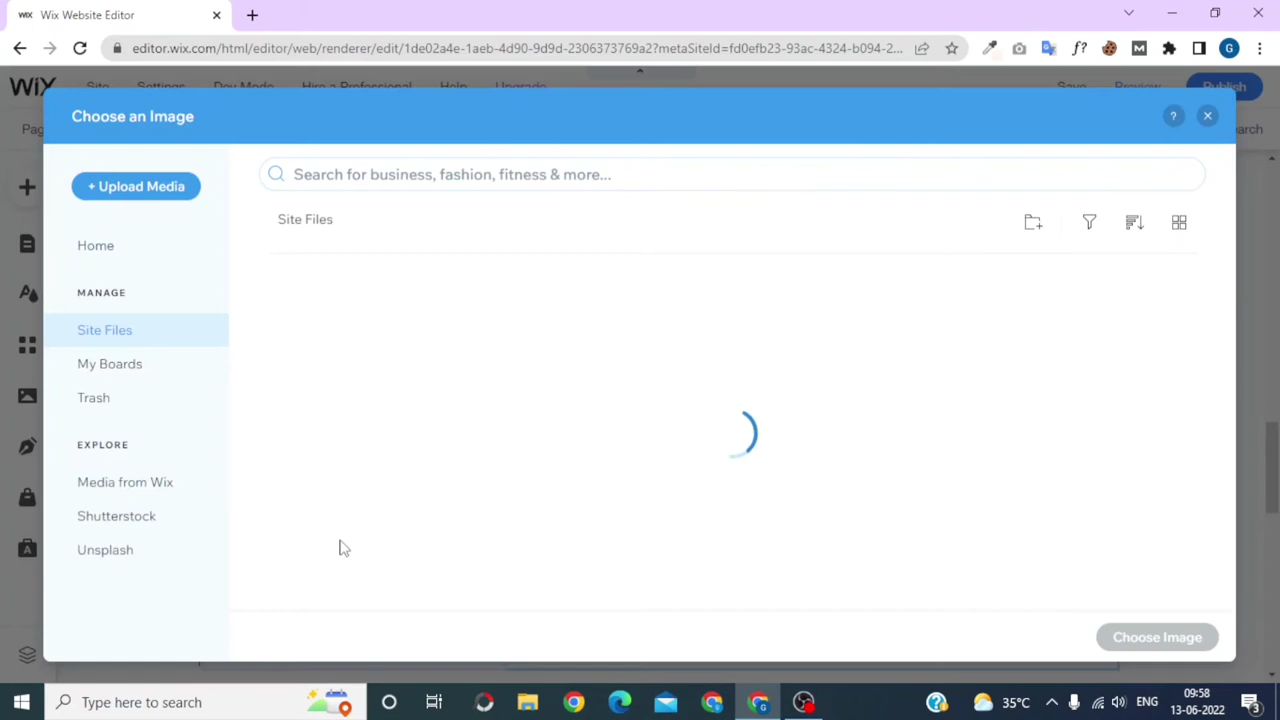 WiX Wix Website Editor
editor.wix.com/html/editor/web/renderer/edit/1de02a4e-1aeb-4d90-9d9d-2306373769a2?metaSiteId=fd0efb23-93ac-4324-b094-2...
f?
M
G
WiX Site Settings Dev Mode Hire a Professional Help Upgrade Save Preview Publish
Choose an Image
?
Pag
earch
+ Upload Media
Search for business, fashion, fitness & more...
Site Files
Home
MANAGE
Site Files
My Boards
Trash
EXPLORE
Media from Wix
Shutterstock
Unsplash
A
Choose Image
Type here to search
G
?
35°C
ENG
09:58
13-06-2022
3